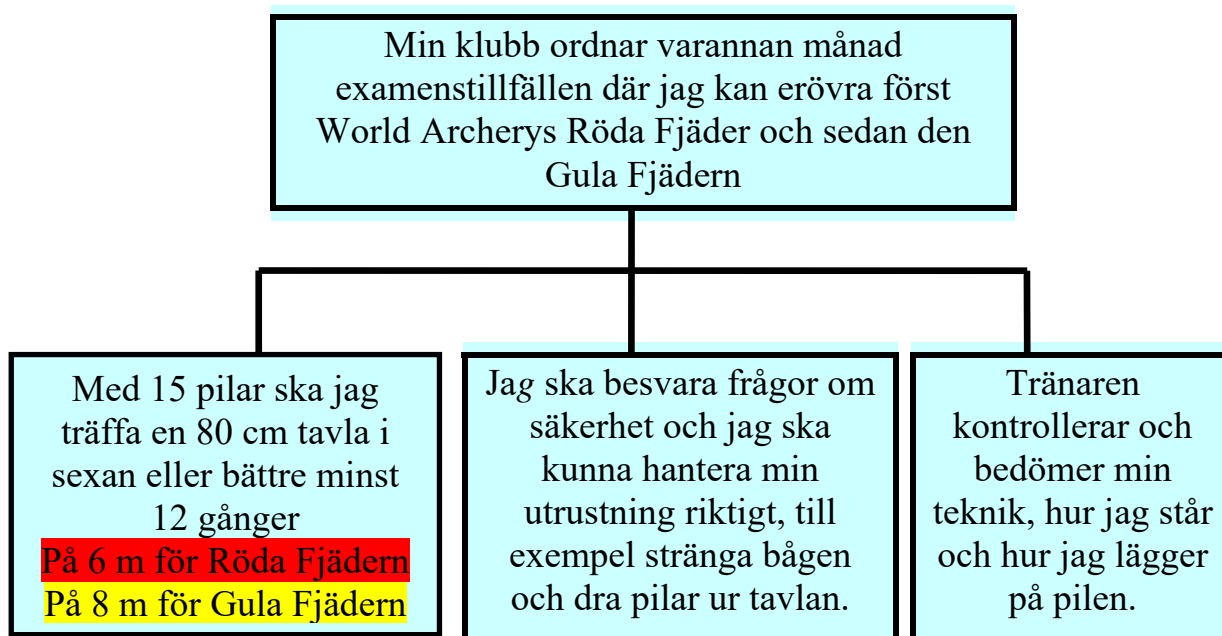 Min klubb ordnar varannan månad
examenstillfällen där jag kan erövra först
World Archerys Röda Fjäder och sedan den
Gula Fjädern
Med 15 pilar ska jag
träffa en 80 cm tavla i
sexan eller bättre minst
12 gånger
På 6 m för Röda Fjädern
På 8 m för Gula Fjädern
Jag ska besvara frågor om
säkerhet och jag ska
kunna hantera min
utrustning riktigt, till
exempel stränga bågen
och dra pilar ur tavlan.
Tränaren
kontrollerar och
bedömer min
teknik, hur jag står
och hur jag lägger
på pilen.